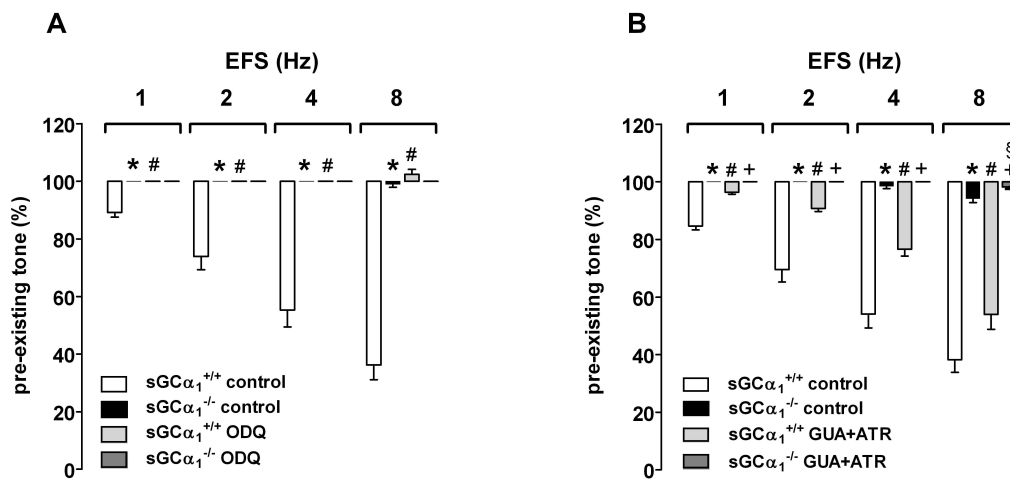 A
EFS (Hz)
1 2 4 8
pre-existing tone (%)
120
100
80
60
40
20
0
* # * # * # * #
sGCα₁⁺/⁺ control
sGCα₁⁻/⁻ control
sGCα₁⁺/⁺ ODQ
sGCα₁⁻/⁻ ODQ
B
EFS (Hz)
1 2 4 8
pre-existing tone (%)
120
100
80
60
40
20
0
§
* # + * # + * # + * # +
sGCα₁⁺/⁺ control
sGCα₁⁻/⁻ control
sGCα₁⁺/⁺ GUA+ATR
sGCα₁⁻/⁻ GUA+ATR